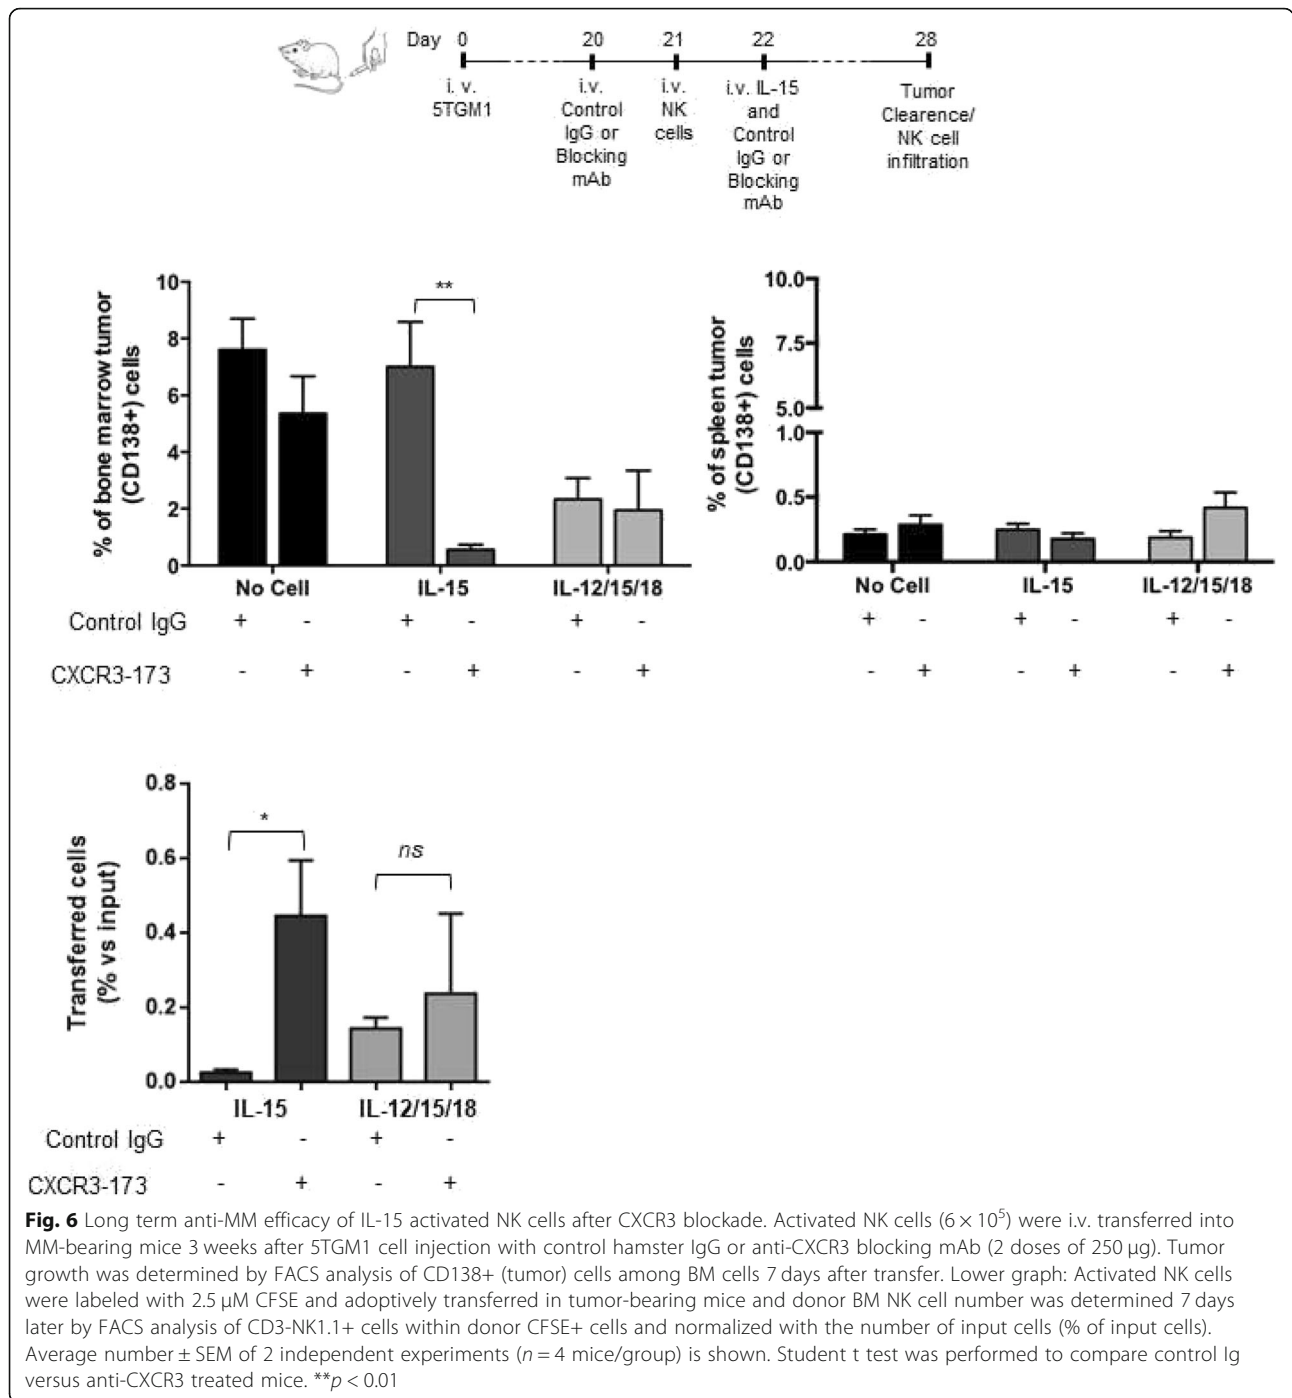 Day 0 20 21 22 28
i. v.
5TGM1
i.v.
Control
IgG or
Blocking
mAb
i.v.
NK
cells
i.v. IL-15
and
Control
IgG or
Blocking
mAb
Tumor
Clearence/
NK cell
infiltration
% of bone marrow tumor
(CD138+) cells
10
8
6
4
2
0
**
No Cell IL-15 IL-12/15/18
Control IgG + - + - + -
CXCR3-173 - + - + - +
% of spleen tumor
(CD138+) cells
10.0
7.5
5.0
1.0
0.5
0.0
No Cell IL-15 IL-12/15/18
+ - + - + -
- + - + - +
Transferred cells
(% vs input)
0.8
0.6
0.4
0.2
0.0
*
ns
IL-15 IL-12/15/18
Control IgG + - + -
CXCR3-173 - + - +
Fig. 6 Long term anti-MM efficacy of IL-15 activated NK cells after CXCR3 blockade. Activated NK cells (6 × 10⁵) were i.v. transferred into
MM-bearing mice 3 weeks after 5TGM1 cell injection with control hamster IgG or anti-CXCR3 blocking mAb (2 doses of 250 μg). Tumor
growth was determined by FACS analysis of CD138+ (tumor) cells among BM cells 7 days after transfer. Lower graph: Activated NK cells
were labeled with 2.5 μM CFSE and adoptively transferred in tumor-bearing mice and donor BM NK cell number was determined 7 days
later by FACS analysis of CD3-NK1.1+ cells within donor CFSE+ cells and normalized with the number of input cells (% of input cells).
Average number ± SEM of 2 independent experiments (n = 4 mice/group) is shown. Student t test was performed to compare control Ig
versus anti-CXCR3 treated mice. **p < 0.01